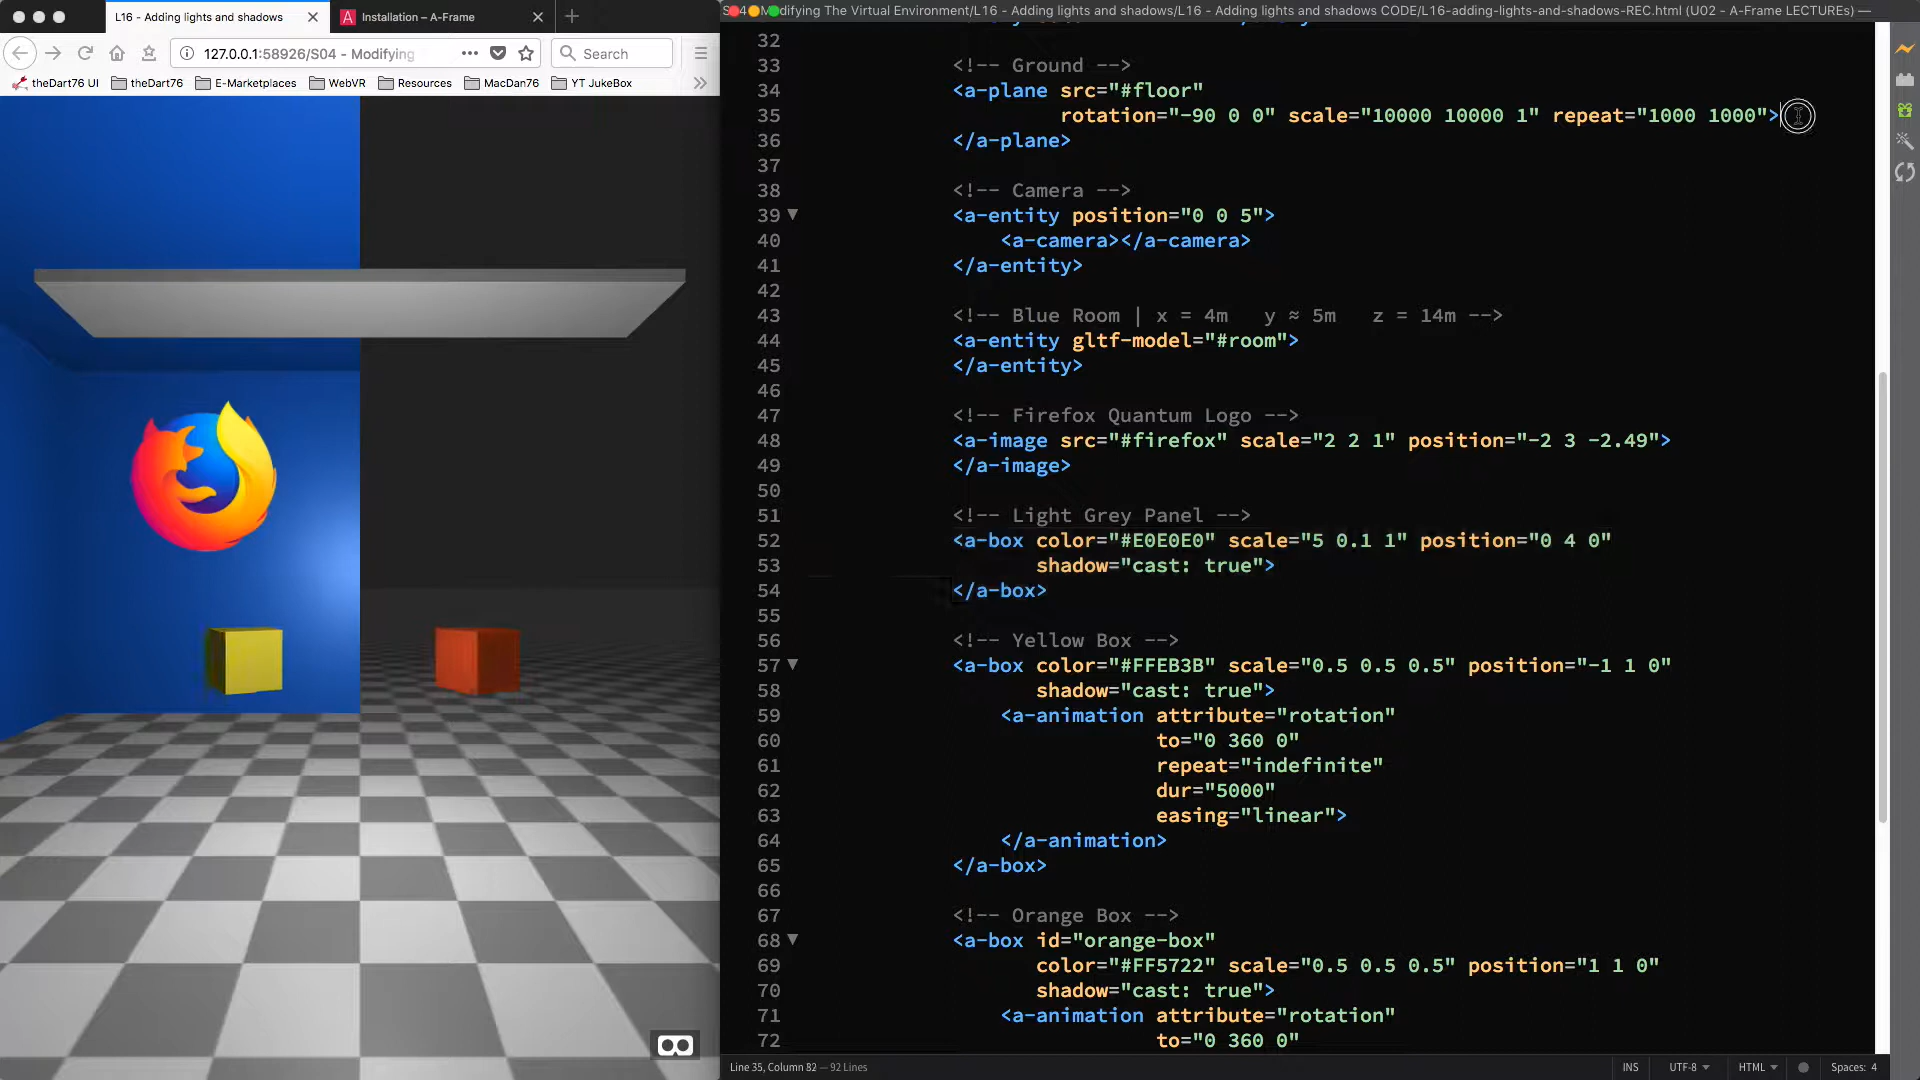 L16 - Adding lights and shadows
Installation – A-Frame
127.0.0.1:58926/S04 - Modifying
Search
theDart76 UI
theDart76
E-Marketplaces
WebVR
Resources
MacDan76
YT JukeBox
Modifying The Virtual Environment/L16 - Adding lights and shadows/L16 - Adding lights and shadows CODE/L16-adding-lights-and-shadows-REC.html (U02 - A-Frame LECTUREs) —
32
33 <!-- Ground -->
34 <a-plane src="#floor"
35 rotation="-90 0 0" scale="10000 10000 1" repeat="1000 1000">
36 </a-plane>
37
38 <!-- Camera -->
39 <a-entity position="0 0 5">
40 <a-camera></a-camera>
41 </a-entity>
42
43 <!-- Blue Room | x = 4m y ≈ 5m z = 14m -->
44 <a-entity gltf-model="#room">
45 </a-entity>
46
47 <!-- Firefox Quantum Logo -->
48 <a-image src="#firefox" scale="2 2 1" position="-2 3 -2.49">
49 </a-image>
50
51 <!-- Light Grey Panel -->
52 <a-box color="#E0E0E0" scale="5 0.1 1" position="0 4 0"
53 shadow="cast: true">
54 </a-box>
55
56 <!-- Yellow Box -->
57 <a-box color="#FFEB3B" scale="0.5 0.5 0.5" position="-1 1 0"
58 shadow="cast: true">
59 <a-animation attribute="rotation"
60 to="0 360 0"
61 repeat="indefinite"
62 dur="5000"
63 easing="linear">
64 </a-animation>
65 </a-box>
66
67 <!-- Orange Box -->
68 <a-box id="orange-box"
69 color="#FF5722" scale="0.5 0.5 0.5" position="1 1 0"
70 shadow="cast: true">
71 <a-animation attribute="rotation"
72 to="0 360 0"
Line 35, Column 82 — 92 Lines
INS
UTF-8
HTML
Spaces: 4